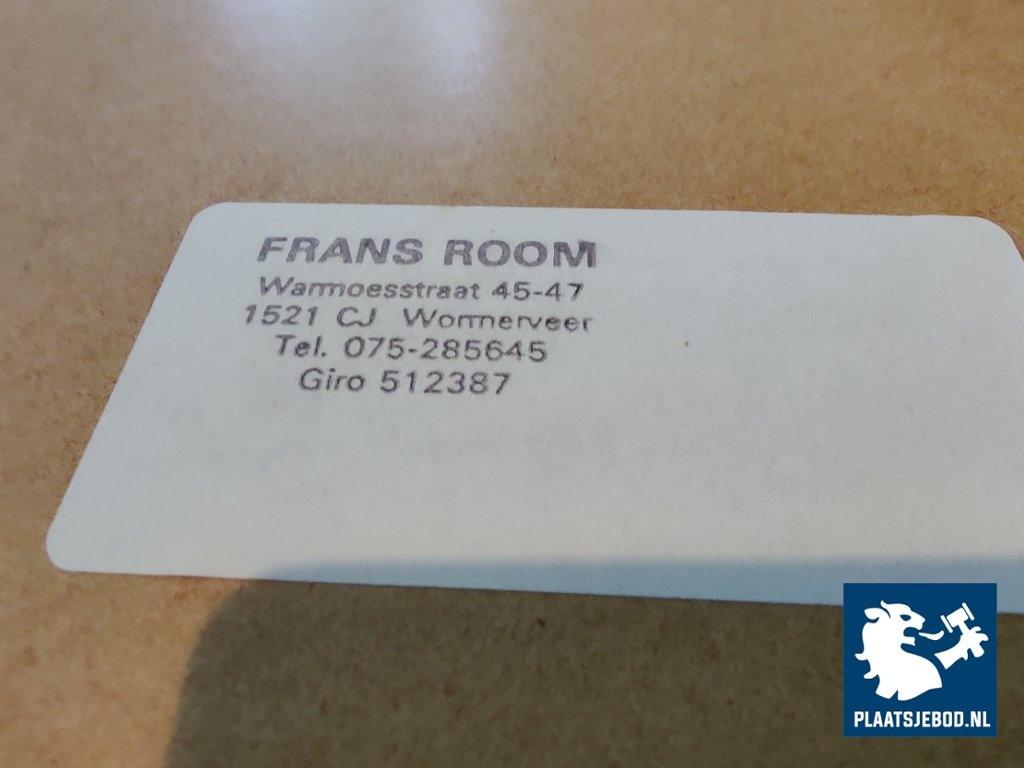 FRANS ROOM
Warmoesstraat 45-47
1521 CJ Wormerveer
Tel. 075-285645
Giro 512387
PLAATSJEBOD.NL